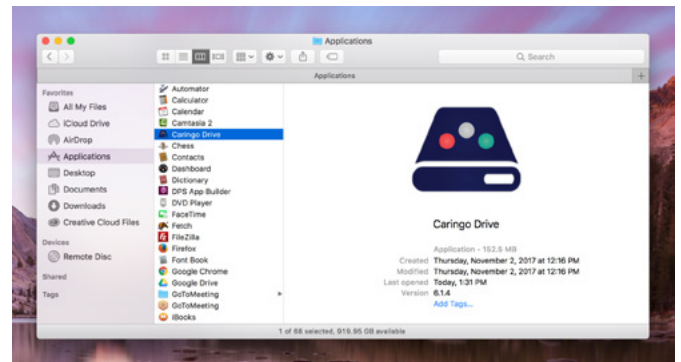 Applications
Search
Applications
Favorites
All My Files
iCloud Drive
AirDrop
Applications
Desktop
Documents
Downloads
Creative Cloud Files
Devices
Remote Disc
Shared
Tags
Automator
Calculator
Calendar
Camtasia 2
Caringo Drive
Chess
Contacts
Dashboard
Dictionary
DPS App Builder
DVD Player
FaceTime
Fetch
FileZilla
Firefox
Font Book
Google Chrome
Google Drive
GoToMeeting
GoToMeeting
iBooks
Caringo Drive
Application - 152.5 MB
Created Thursday, November 2, 2017 at 12:16 PM
Modified Thursday, November 2, 2017 at 12:16 PM
Last opened Today, 1:31 PM
Version 6.1.4
Add Tags...
1 of 68 selected, 919.95 GB available